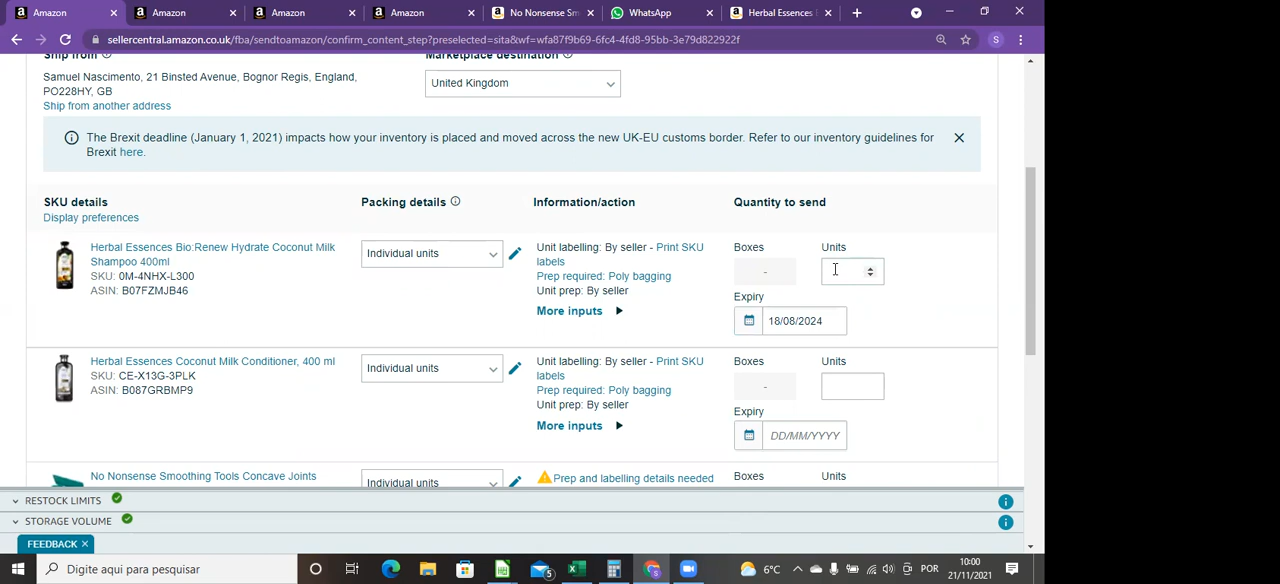 Amazon
Amazon
Amazon
Amazon
No Nonsense Sm
WhatsApp
Herbal Essences
sellercentral.amazon.co.uk/fba/sendtoamazon/confirm_content_step?preselected=sita&wf=wfa87f9b69-6fc4-4fd8-95bb-3e79d822922f
S
Ship from
Marketplace destination
Samuel Nascimento, 21 Binsted Avenue, Bognor Regis, England,
PO228HY, GB
Ship from another address
United Kingdom
The Brexit deadline (January 1, 2021) impacts how your inventory is placed and moved across the new UK-EU customs border. Refer to our inventory guidelines for
Brexit here.
SKU details
Display preferences
Packing details
Information/action
Quantity to send
Herbal Essences Bio:Renew Hydrate Coconut Milk
Shampoo 400ml
SKU: 0M-4NHX-L300
ASIN: B07FZMJB46
Individual units
Unit labelling: By seller - Print SKU
labels
Prep required: Poly bagging
Unit prep: By seller
More inputs
Boxes
Units
-
Expiry
18/08/2024
Herbal Essences Coconut Milk Conditioner, 400 ml
SKU: CE-X13G-3PLK
ASIN: B087GRBMP9
Individual units
Unit labelling: By seller - Print SKU
labels
Prep required: Poly bagging
Unit prep: By seller
More inputs
Boxes
Units
-
Expiry
DD/MM/YYYY
No Nonsense Smoothing Tools Concave Joints
Individual units
Prep and labelling details needed
Boxes
Units
RESTOCK LIMITS
STORAGE VOLUME
FEEDBACK
Digite aqui para pesquisar
6°C
POR
10:00
21/11/2021